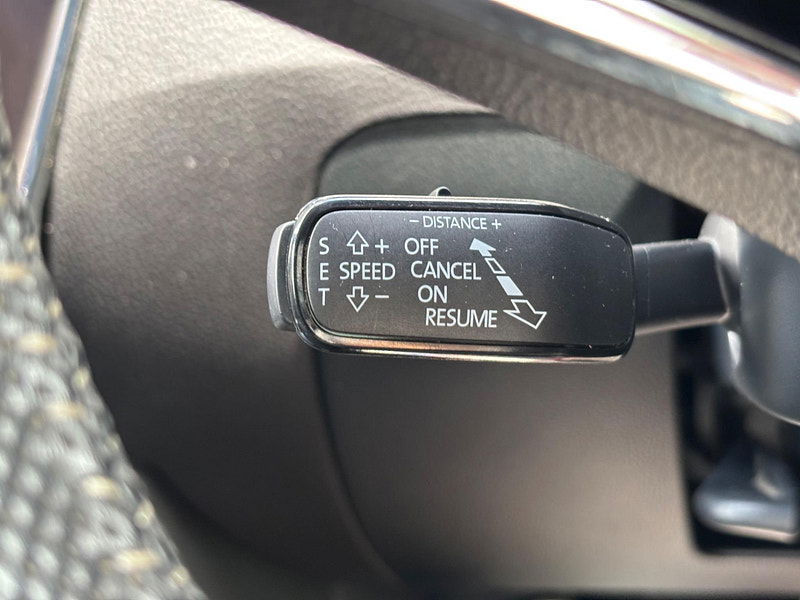 - DISTANCE +
S ⇧ + OFF
E SPEED CANCEL
T ⇩ - ON
RESUME